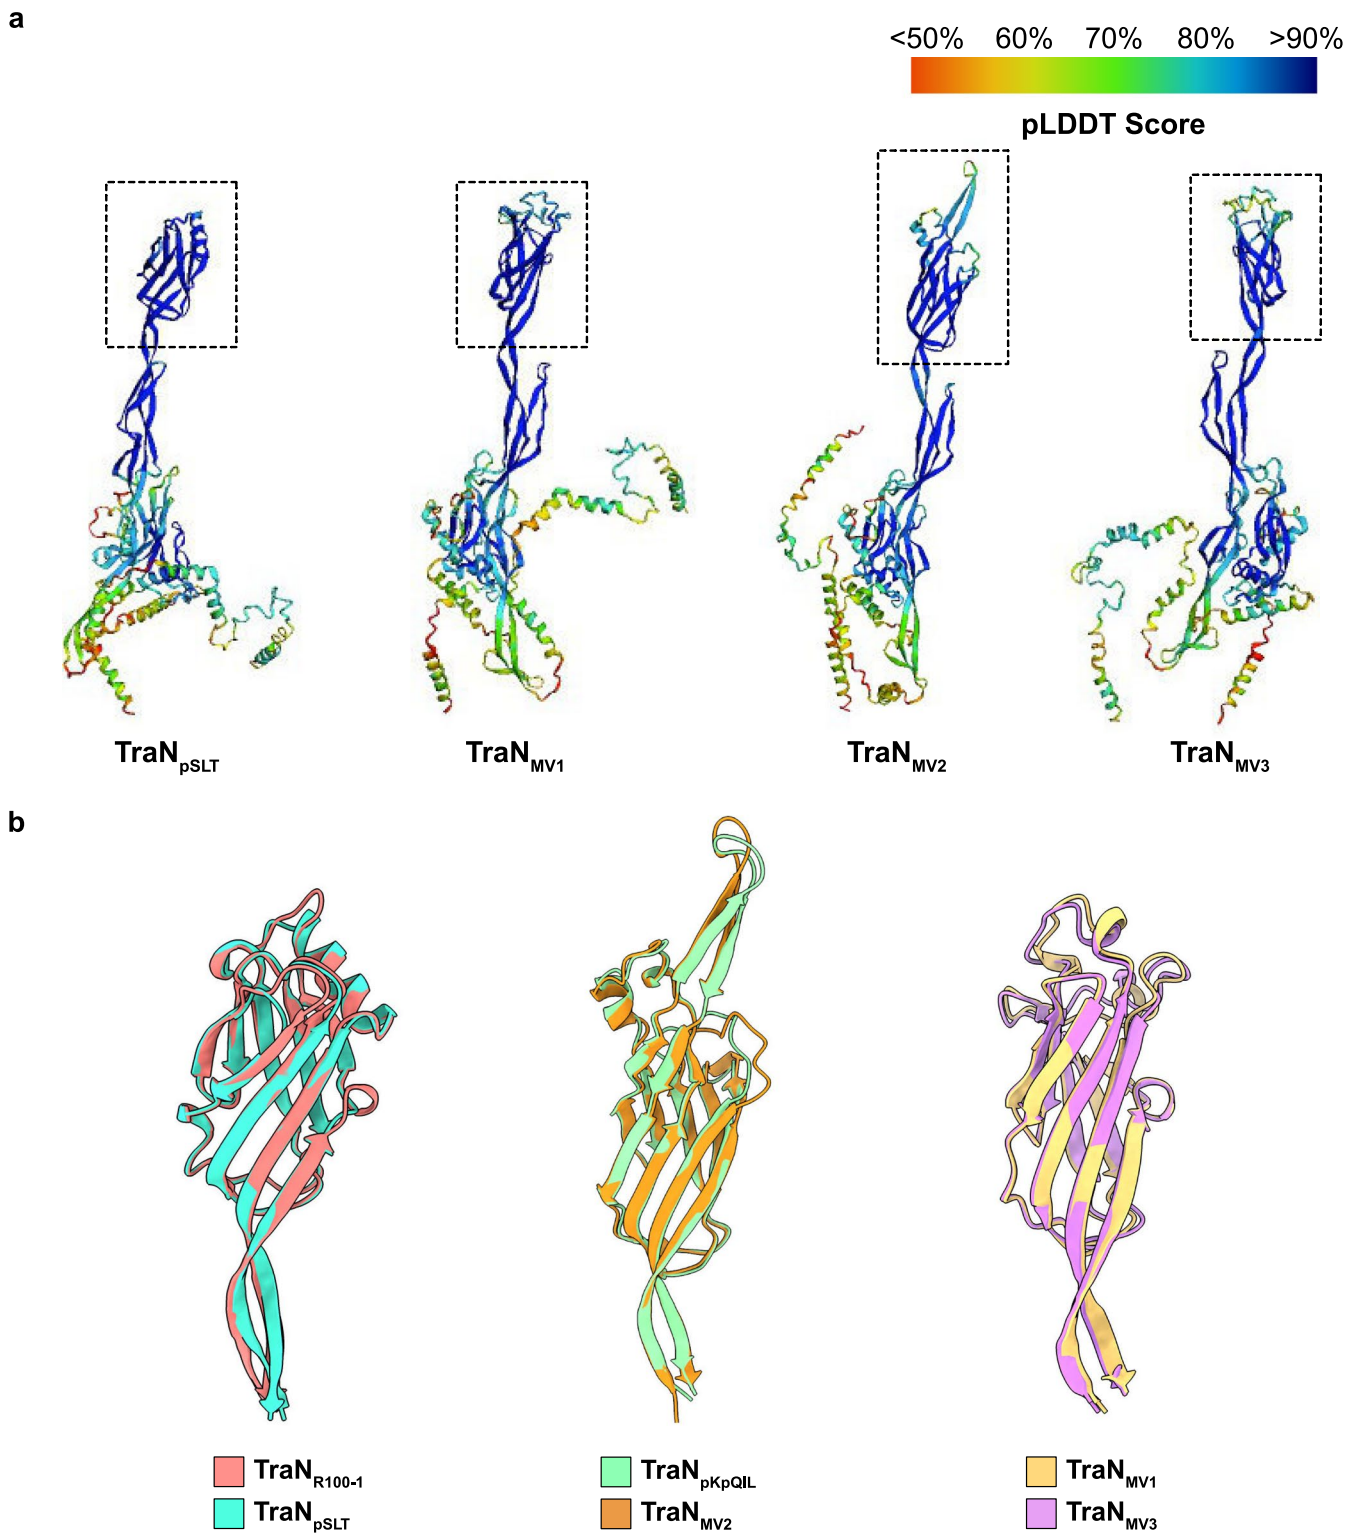 a
<50% 60% 70% 80% >90%
pLDDT Score
TraNpSLT TraNMV1 TraNMV2 TraNMV3
b
TraNR100-1 TraNpKpQIL TraNMV1
TraNpSLT TraNMV2 TraNMV3